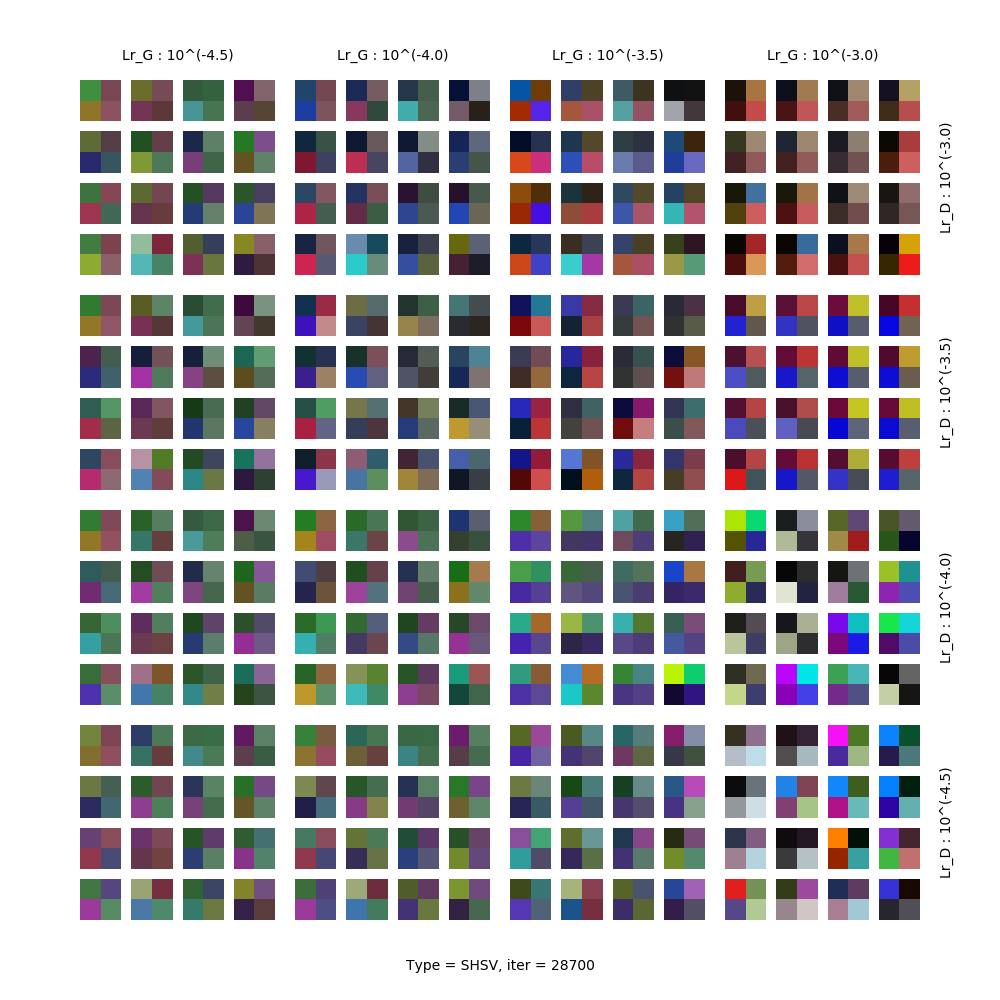 Lr_G : 10^(-4.5)
Lr_G : 10^(-4.0)
Lr_G : 10^(-3.5)
Lr_G : 10^(-3.0)
Lr_D : 10^(-3.0)
Lr_D : 10^(-3.5)
Lr_D : 10^(-4.0)
Lr_D : 10^(-4.5)
Type = SHSV, iter = 28700